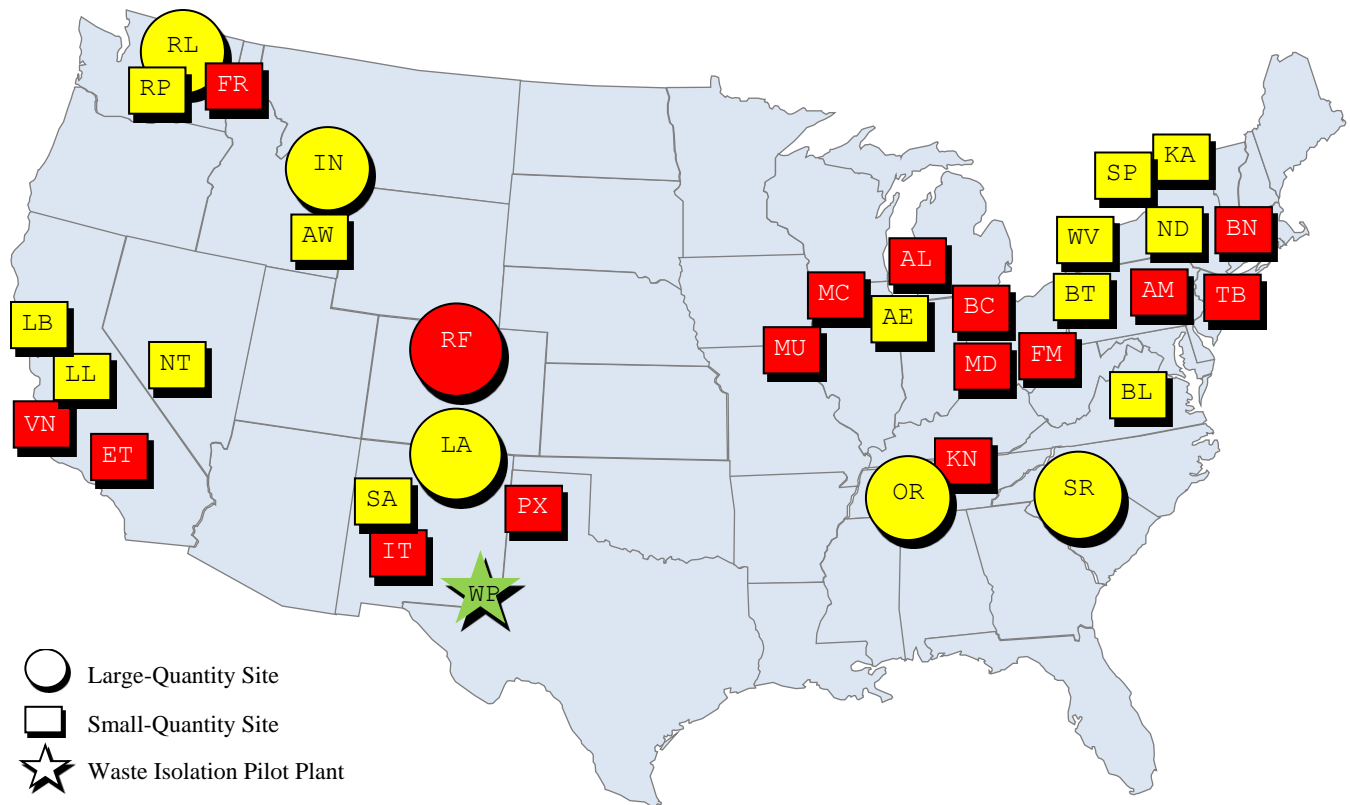 RL
RP
FR
IN
AW
KA
SP
ND
BN
WV
AL
MC
BC
AE
BT
AM
TB
LB
RF
MU
MD
FM
NT
LL
BL
VN
ET
LA
KN
SA
PX
OR
SR
IT
WP
Large-Quantity Site
Small-Quantity Site
Waste Isolation Pilot Plant